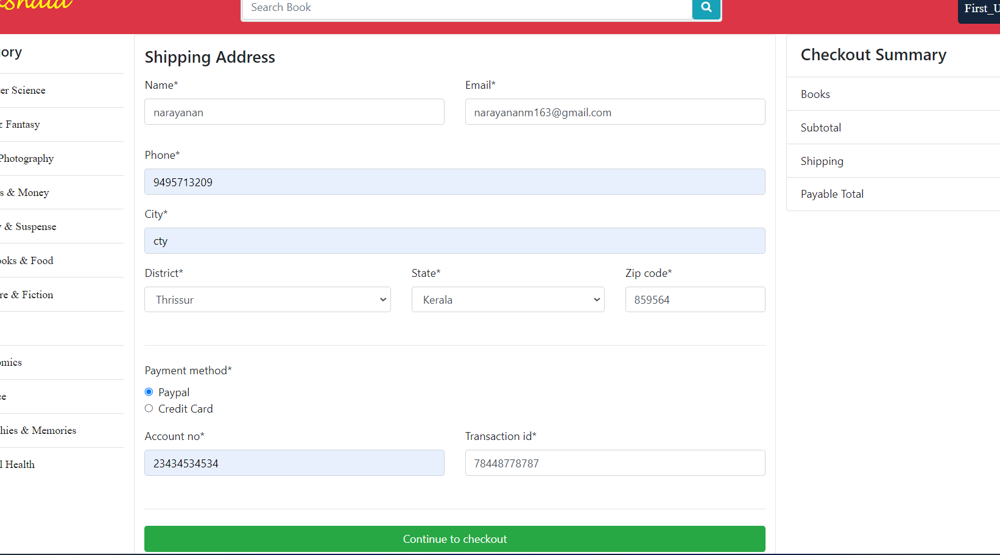 Search Book
First_U
ory
Shipping Address
Checkout Summary
Name*
Email*
er Science
Books
narayanan
narayananm163@gmail.com
& Fantasy
Subtotal
Phone*
Photography
Shipping
9495713209
s & Money
Payable Total
City*
& Suspense
cty
ooks & Food
District*
State*
Zip code*
re & Fiction
Thrissur
Kerala
859564
omics
Payment method*
Paypal
ce
Credit Card
hies & Memories
Account no*
Transaction id*
l Health
23434534534
78448778787
Continue to checkout